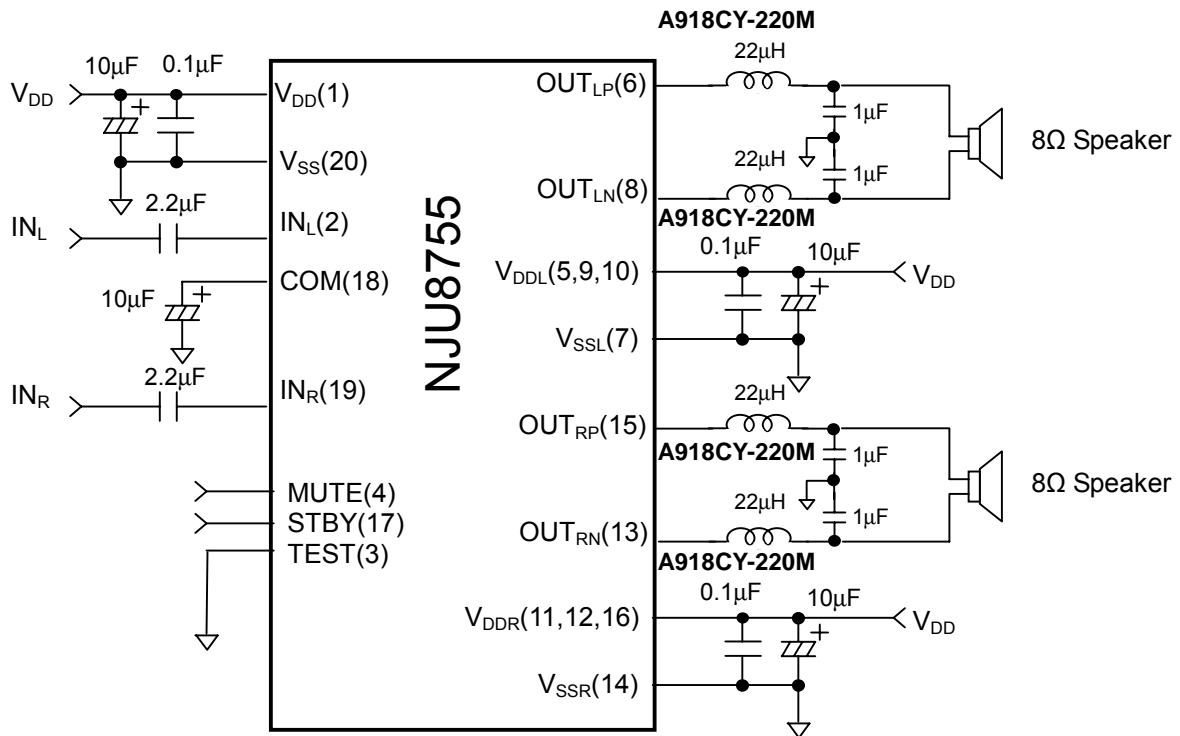 A918CY-220M
22μH
10μF
0.1μF
V_DD
V_DD(1)
OUT_LP(6)
1μF
8Ω Speaker
V_SS(20)
22μH
1μF
OUT_LN(8)
A918CY-220M
2.2μF
IN_L
IN_L(2)
0.1μF
10μF
V_DDL(5,9,10)
V_DD
COM(18)
10μF
NJU8755
V_SSL(7)
2.2μF
IN_R
IN_R(19)
22μH
OUT_RP(15)
A918CY-220M
1μF
8Ω Speaker
MUTE(4)
STBY(17)
TEST(3)
22μH
1μF
OUT_RN(13)
A918CY-220M
0.1μF
10μF
V_DDR(11,12,16)
V_DD
V_SSR(14)